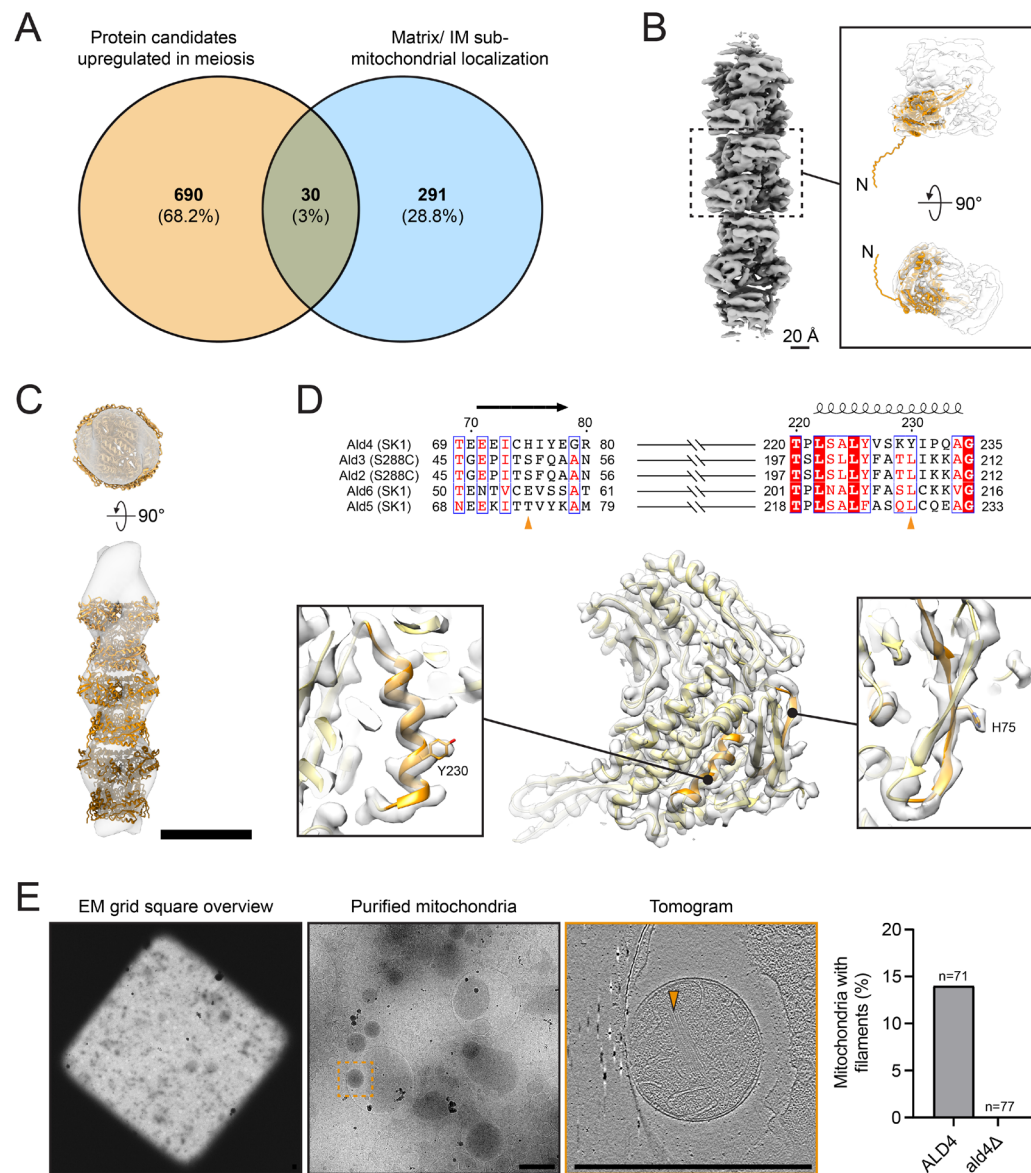 A
Protein candidates
upregulated in meiosis
Matrix/ IM sub-
mitochondrial localization
690
(68.2%)
30
(3%)
291
(28.8%)
B
N
90°
N
20 Å
C
90°
D
70 80 220 230
Ald4 (SK1) 69 TEEEICHIYEGR 80 220 TPLSALYVSKYIPQAG 235
Ald3 (S288C) 45 TGEPITSFQAAN 56 197 TPLSLLYFATLIKKAG 212
Ald2 (S288C) 45 TGEPITSFQAAN 56 197 TPLSLLYFATLIKKAG 212
Ald6 (SK1) 50 TENTVCEVSSAT 61 201 TPLNALYFASLCKKVG 216
Ald5 (SK1) 68 NEEKITTVYKAM 79 218 TPLSALFASQLCQEAG 233
Y230
H75
E
EM grid square overview
Purified mitochondria
Tomogram
Mitochondria with
filaments (%)
20
15
10
5
0
n=71
n=77
ALD4
ald4Δ